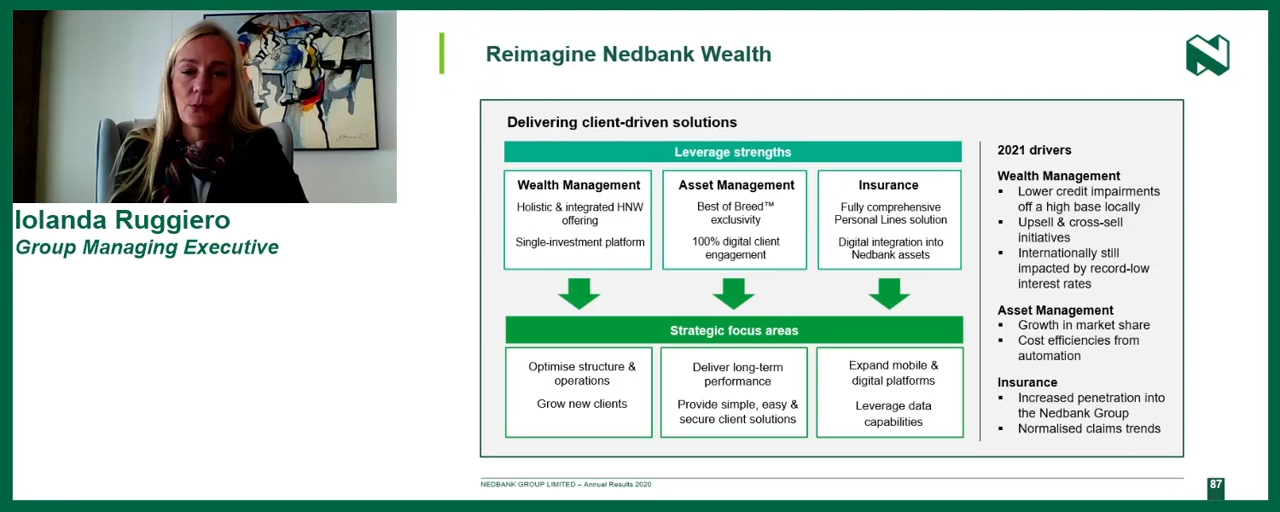 Iolanda Ruggiero
Group Managing Executive
Reimagine Nedbank Wealth
Delivering client-driven solutions
Leverage strengths
Wealth Management
Holistic & integrated HNW
offering
Single-investment platform
Asset Management
Best of Breed™
exclusivity
100% digital client
engagement
Insurance
Fully comprehensive
Personal Lines solution
Digital integration into
Nedbank assets
Strategic focus areas
Optimise structure &
operations
Grow new clients
Deliver long-term
performance
Provide simple, easy &
secure client solutions
Expand mobile &
digital platforms
Leverage data
capabilities
2021 drivers
Wealth Management
▪ Lower credit impairments
off a high base locally
▪ Upsell & cross-sell
initiatives
▪ Internationally still
impacted by record-low
interest rates
Asset Management
▪ Growth in market share
▪ Cost efficiencies from
automation
Insurance
▪ Increased penetration into
the Nedbank Group
▪ Normalised claims trends
NEDBANK GROUP LIMITED – Annual Results 2020
87